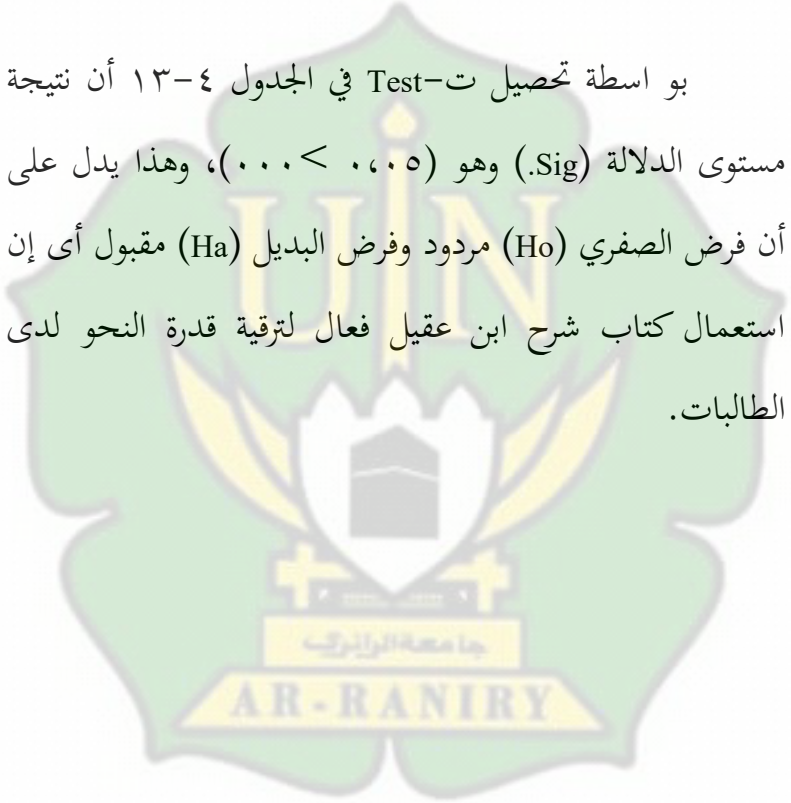 بو اسطة تحصيل ت-Test في الجدول ٤-١٣ أن نتيجة
مستوى الدلالة (Sig.) وهو (٠،٠٥ >٠٠٠)، وهذا يدل على
أن فرض الصفري (Ho) مردود وفرض البديل (Ha) مقبول أى إن
استعمال كتاب شرح ابن عقيل فعال لترقية قدرة النحو لدى
الطالبات.
UIN
جامعة الرانري
AR-RANIRY